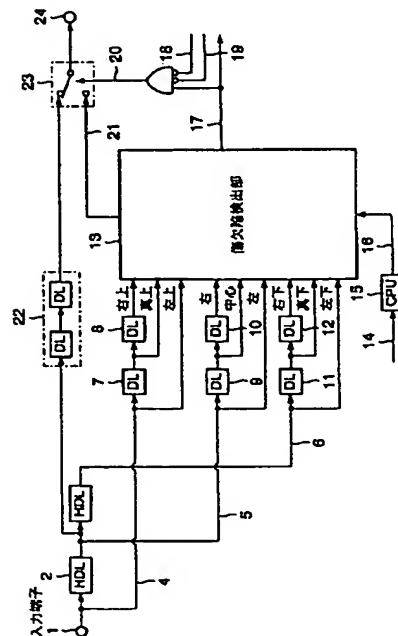 24
23
20
18
19
22
DL
DL
21
17
13
傷欠陥検出部
右上
真上
左上
8
DL
7
DL
右
中心
左
10
DL
9
DL
右下
真下
左下
12
DL
11
DL
16
15
CPU
14
HDL
2
HDL
入力端子
1
4
5
6